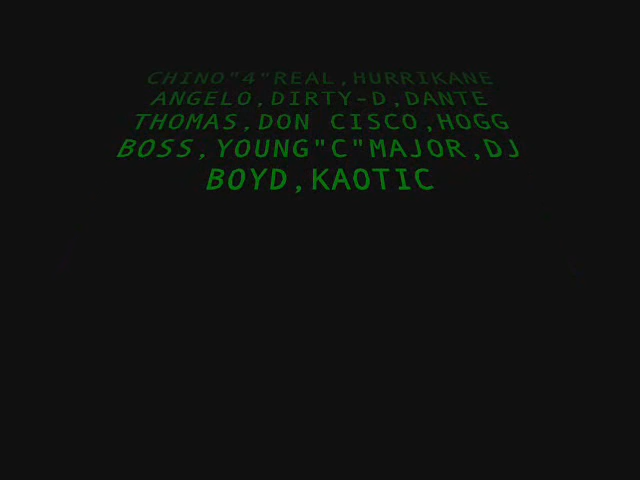 CHINO"4"REAL,HURRIKANE
ANGELO,DIRTY-D,DANTE
THOMAS,DON CISCO,HOGG
BOSS,YOUNG"C"MAJOR,DJ
BOYD,KAOTIC